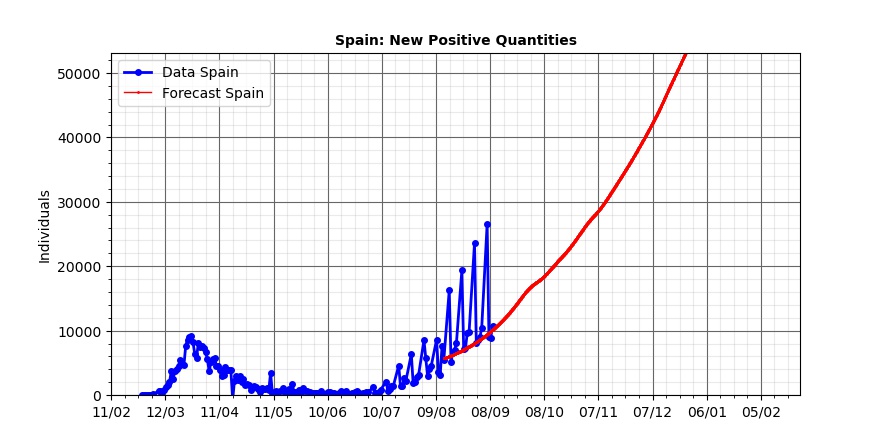 Spain: New Positive Quantities
Data Spain
Forecast Spain
Individuals
50000
40000
30000
20000
10000
0
11/02 12/03 11/04 11/05 10/06 10/07 09/08 08/09 08/10 07/11 07/12 06/01 05/02